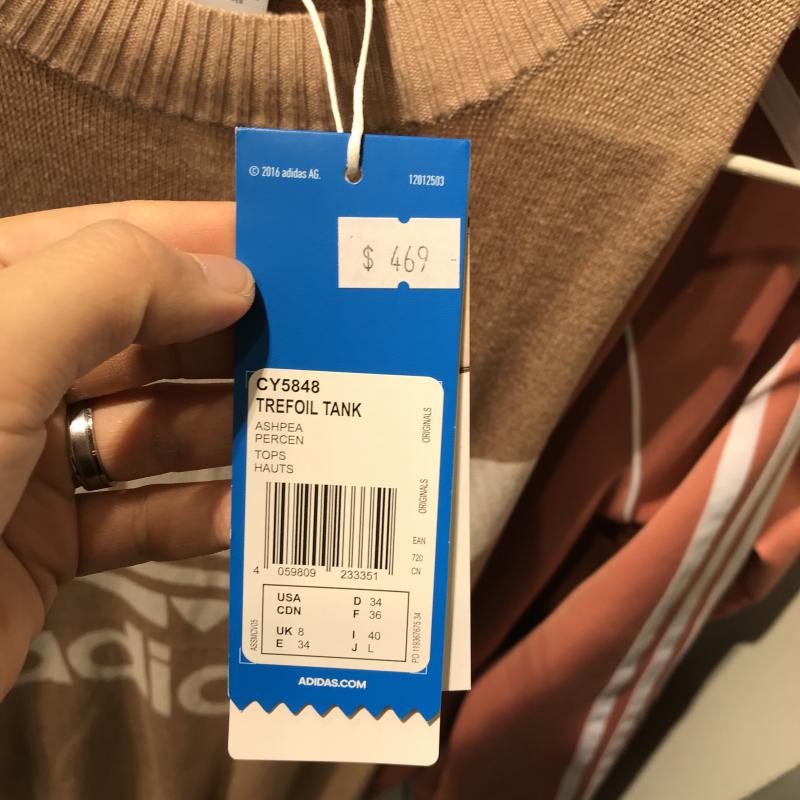 © 2016 adidas AG.
12012503
$ 469 -
CY5848
TREFOIL TANK
ASHPEA
PERCEN
TOPS
HAUTS
ORIGINALS
ORIGINALS
EAN
720
CN
4 059809 233351
USA
CDN
UK 8
E 34
D 34
F 36
I 40
J L
ADIDAS.COM
adid